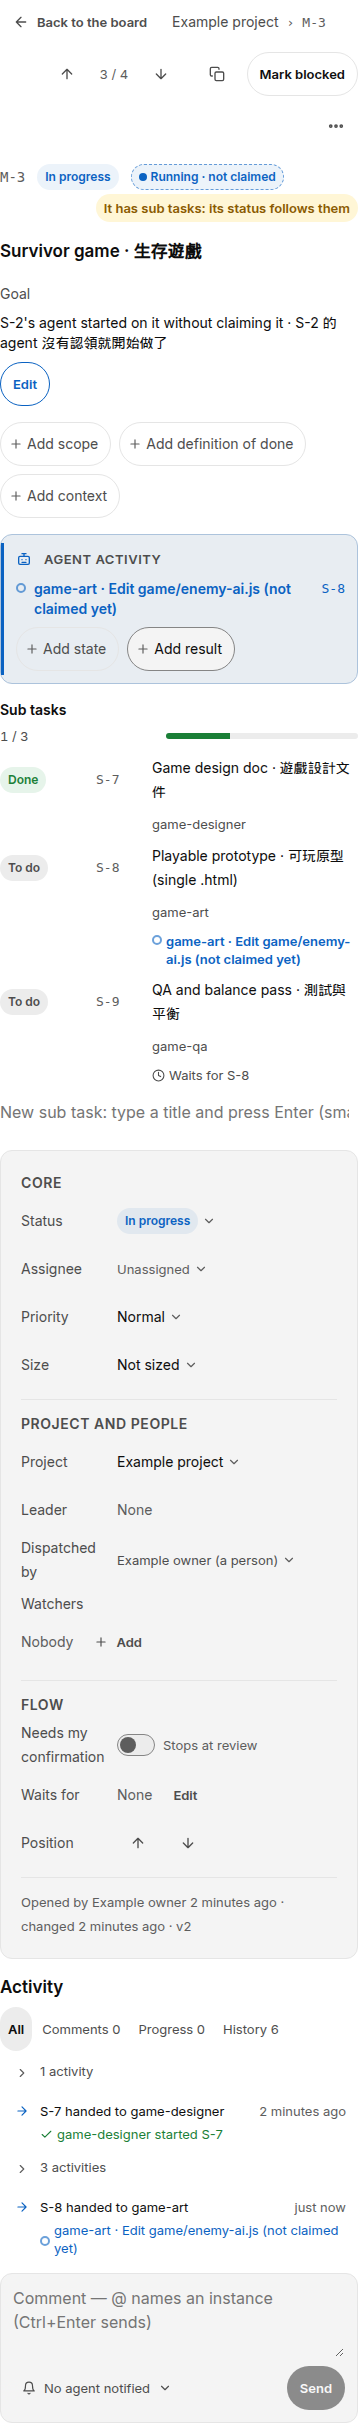 Back to the board Example project › M-3
3 / 4 Mark blocked
M-3 In progress Running · not claimed
It has sub tasks: its status follows them
Survivor game · 生存遊戲
Goal
S-2's agent started on it without claiming it · S-2 的
agent 沒有認領就開始做了
Edit
+ Add scope + Add definition of done
+ Add context
AGENT ACTIVITY
game-art · Edit game/enemy-ai.js (not S-8
claimed yet)
+ Add state + Add result
Sub tasks
1 / 3
Done S-7 Game design doc · 遊戲設計文
件
game-designer
To do S-8 Playable prototype · 可玩原型
(single .html)
game-art
game-art · Edit game/enemy-
ai.js (not claimed yet)
To do S-9 QA and balance pass · 測試與
平衡
game-qa
Waits for S-8
New sub task: type a title and press Enter (sma
CORE
Status In progress
Assignee Unassigned
Priority Normal
Size Not sized
PROJECT AND PEOPLE
Project Example project
Leader None
Dispatched
by Example owner (a person)
Watchers
Nobody + Add
FLOW
Needs my
confirmation Stops at review
Waits for None Edit
Position
Opened by Example owner 2 minutes ago ·
changed 2 minutes ago · v2
Activity
All Comments 0 Progress 0 History 6
1 activity
S-7 handed to game-designer 2 minutes ago
game-designer started S-7
3 activities
S-8 handed to game-art just now
game-art · Edit game/enemy-ai.js (not claimed
yet)
Comment — @ names an instance
(Ctrl+Enter sends)
No agent notified Send